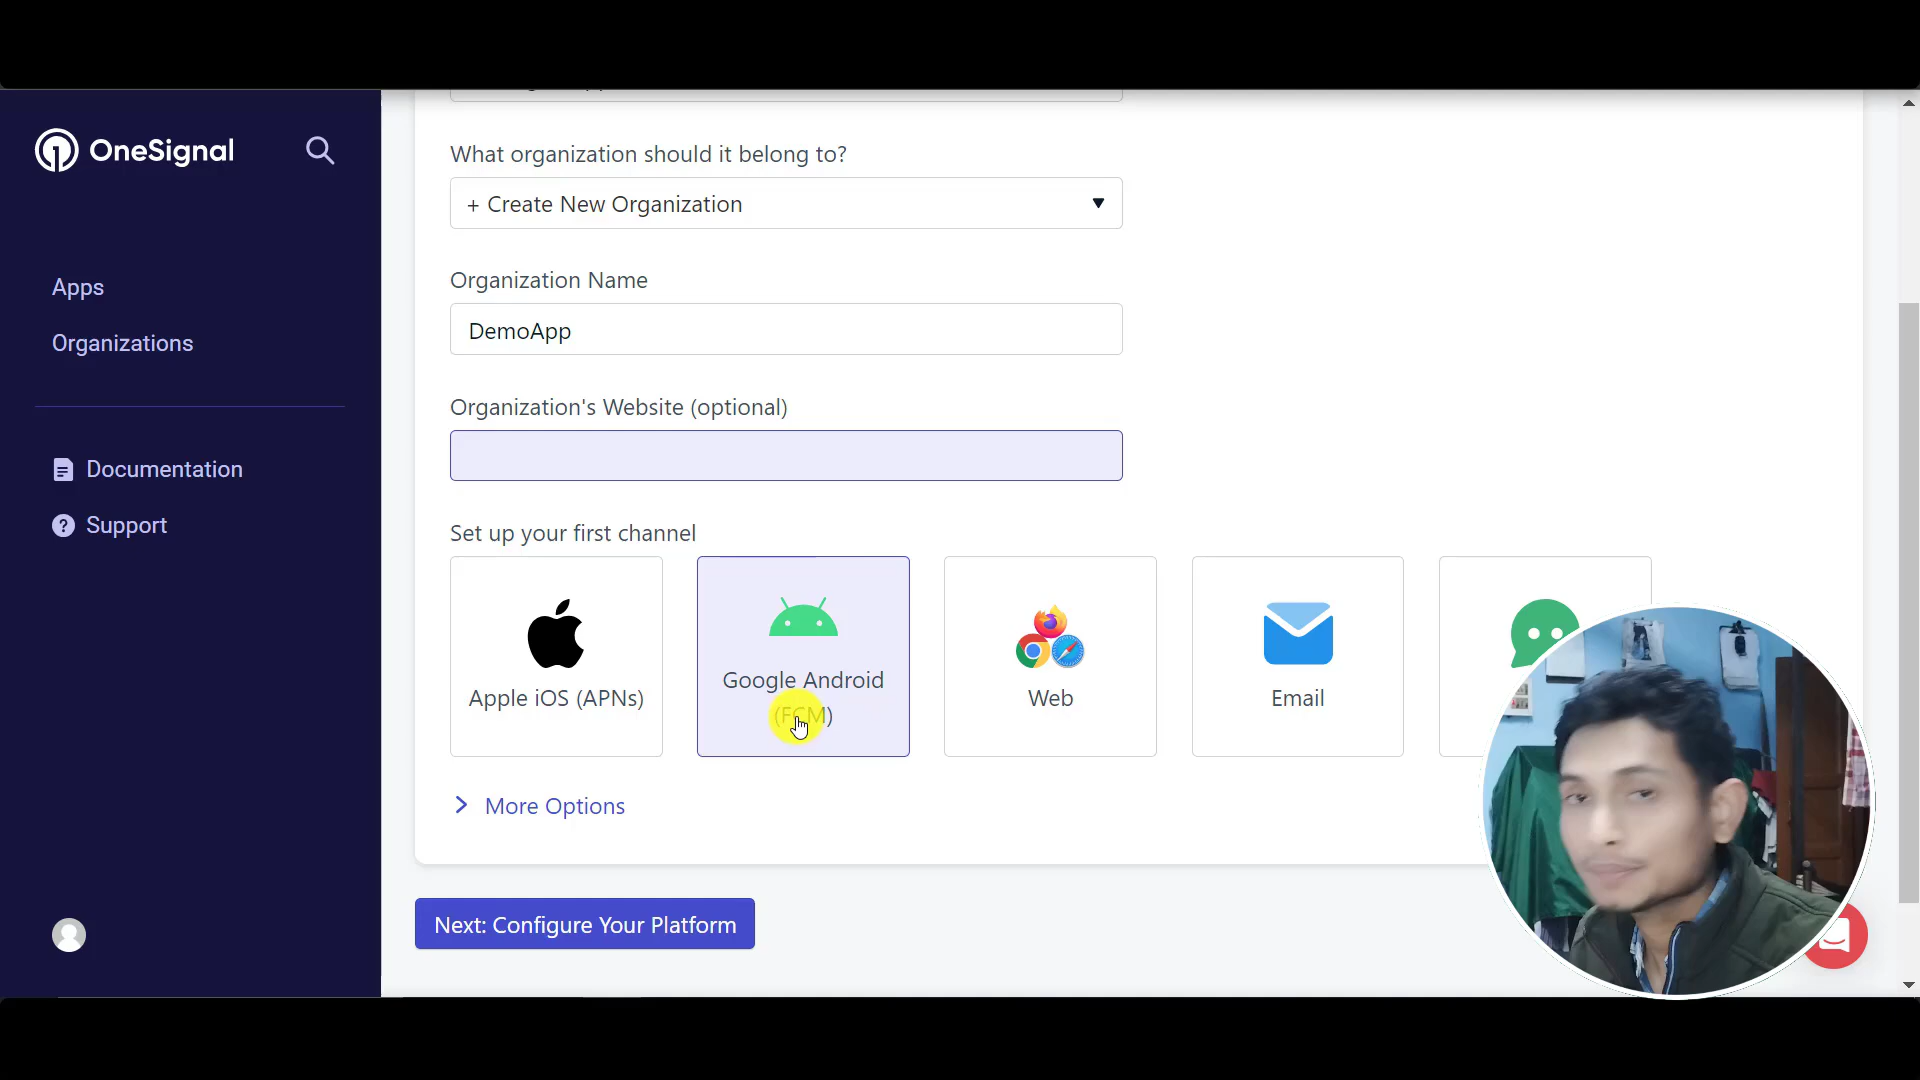 OneSignal
Apps
Organizations
Documentation
Support
What organization should it belong to?
+ Create New Organization
Organization Name
DemoApp
Organization's Website (optional)
Set up your first channel
Apple iOS (APNs)
Google Android
(FCM)
Web
Email
More Options
Next: Configure Your Platform